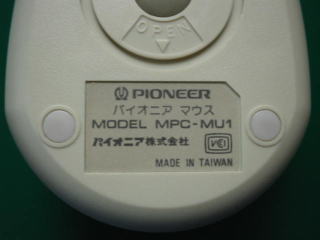 OPEN
PIONEER
パイオニア マウス
MODEL MPC-MU1
パイオニア株式会社
MADE IN TAIWAN